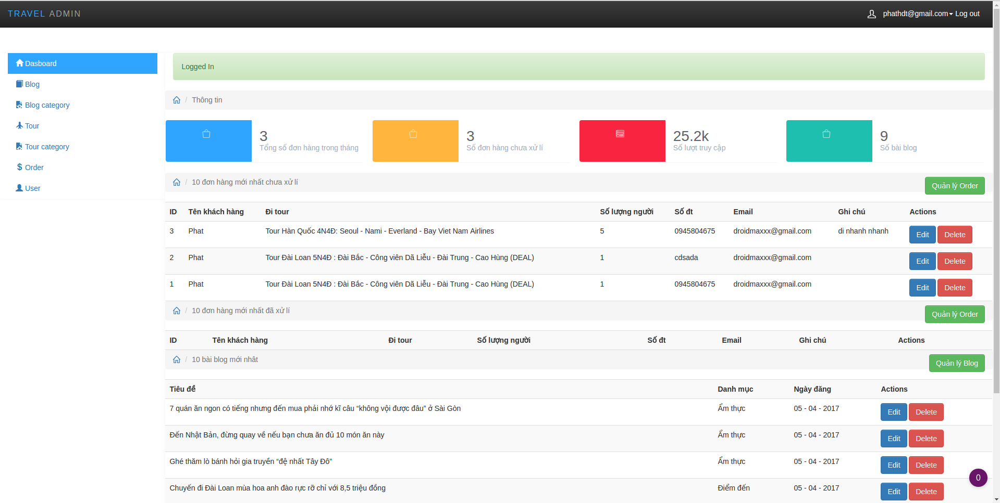 TRAVEL ADMIN
phathdt@gmail.com Log out
Dasboard
Blog
Blog category
Tour
Tour category
Order
User
Logged In
/ Thông tin
3
Tổng số đơn hàng trong tháng
3
Số đơn hàng chưa xử lí
25.2k
Số lượt truy cập
9
Số bài blog
/ 10 đơn hàng mới nhất chưa xử lí
Quản lý Order
ID Tên khách hàng Đi tour Số lượng người Số đt Email Ghi chú Actions
3 Phat Tour Hàn Quốc 4N4Đ: Seoul - Nami - Everland - Bay Viet Nam Airlines 5 0945804675 droidmaxxx@gmail.com di nhanh nhanh Edit Delete
2 Phat Tour Đài Loan 5N4Đ : Đài Bắc - Công viên Dã Liễu - Đài Trung - Cao Hùng (DEAL) 1 cdsada droidmaxxx@gmail.com Edit Delete
1 Phat Tour Đài Loan 5N4Đ : Đài Bắc - Công viên Dã Liễu - Đài Trung - Cao Hùng (DEAL) 1 0945804675 droidmaxxx@gmail.com Edit Delete
/ 10 đơn hàng mới nhất đã xử lí
Quản lý Order
ID Tên khách hàng Đi tour Số lượng người Số đt Email Ghi chú Actions
/ 10 bài blog mới nhât
Quản lý Blog
Tiêu đề Danh mục Ngày đăng Actions
7 quán ăn ngon có tiếng nhưng đến mua phải nhớ kĩ câu “không vội được đâu” ở Sài Gòn Ẩm thực 05 - 04 - 2017 Edit Delete
Đến Nhật Bản, đừng quay về nếu bạn chưa ăn đủ 10 món ăn này Ẩm thực 05 - 04 - 2017 Edit Delete
Ghé thăm lò bánh hỏi gia truyền “đệ nhất Tây Đô” Ẩm thực 05 - 04 - 2017 Edit Delete
0
Chuyến đi Đài Loan mùa hoa anh đào rực rỡ chỉ với 8,5 triệu đồng Điểm đến 05 - 04 - 2017 Edit Delete